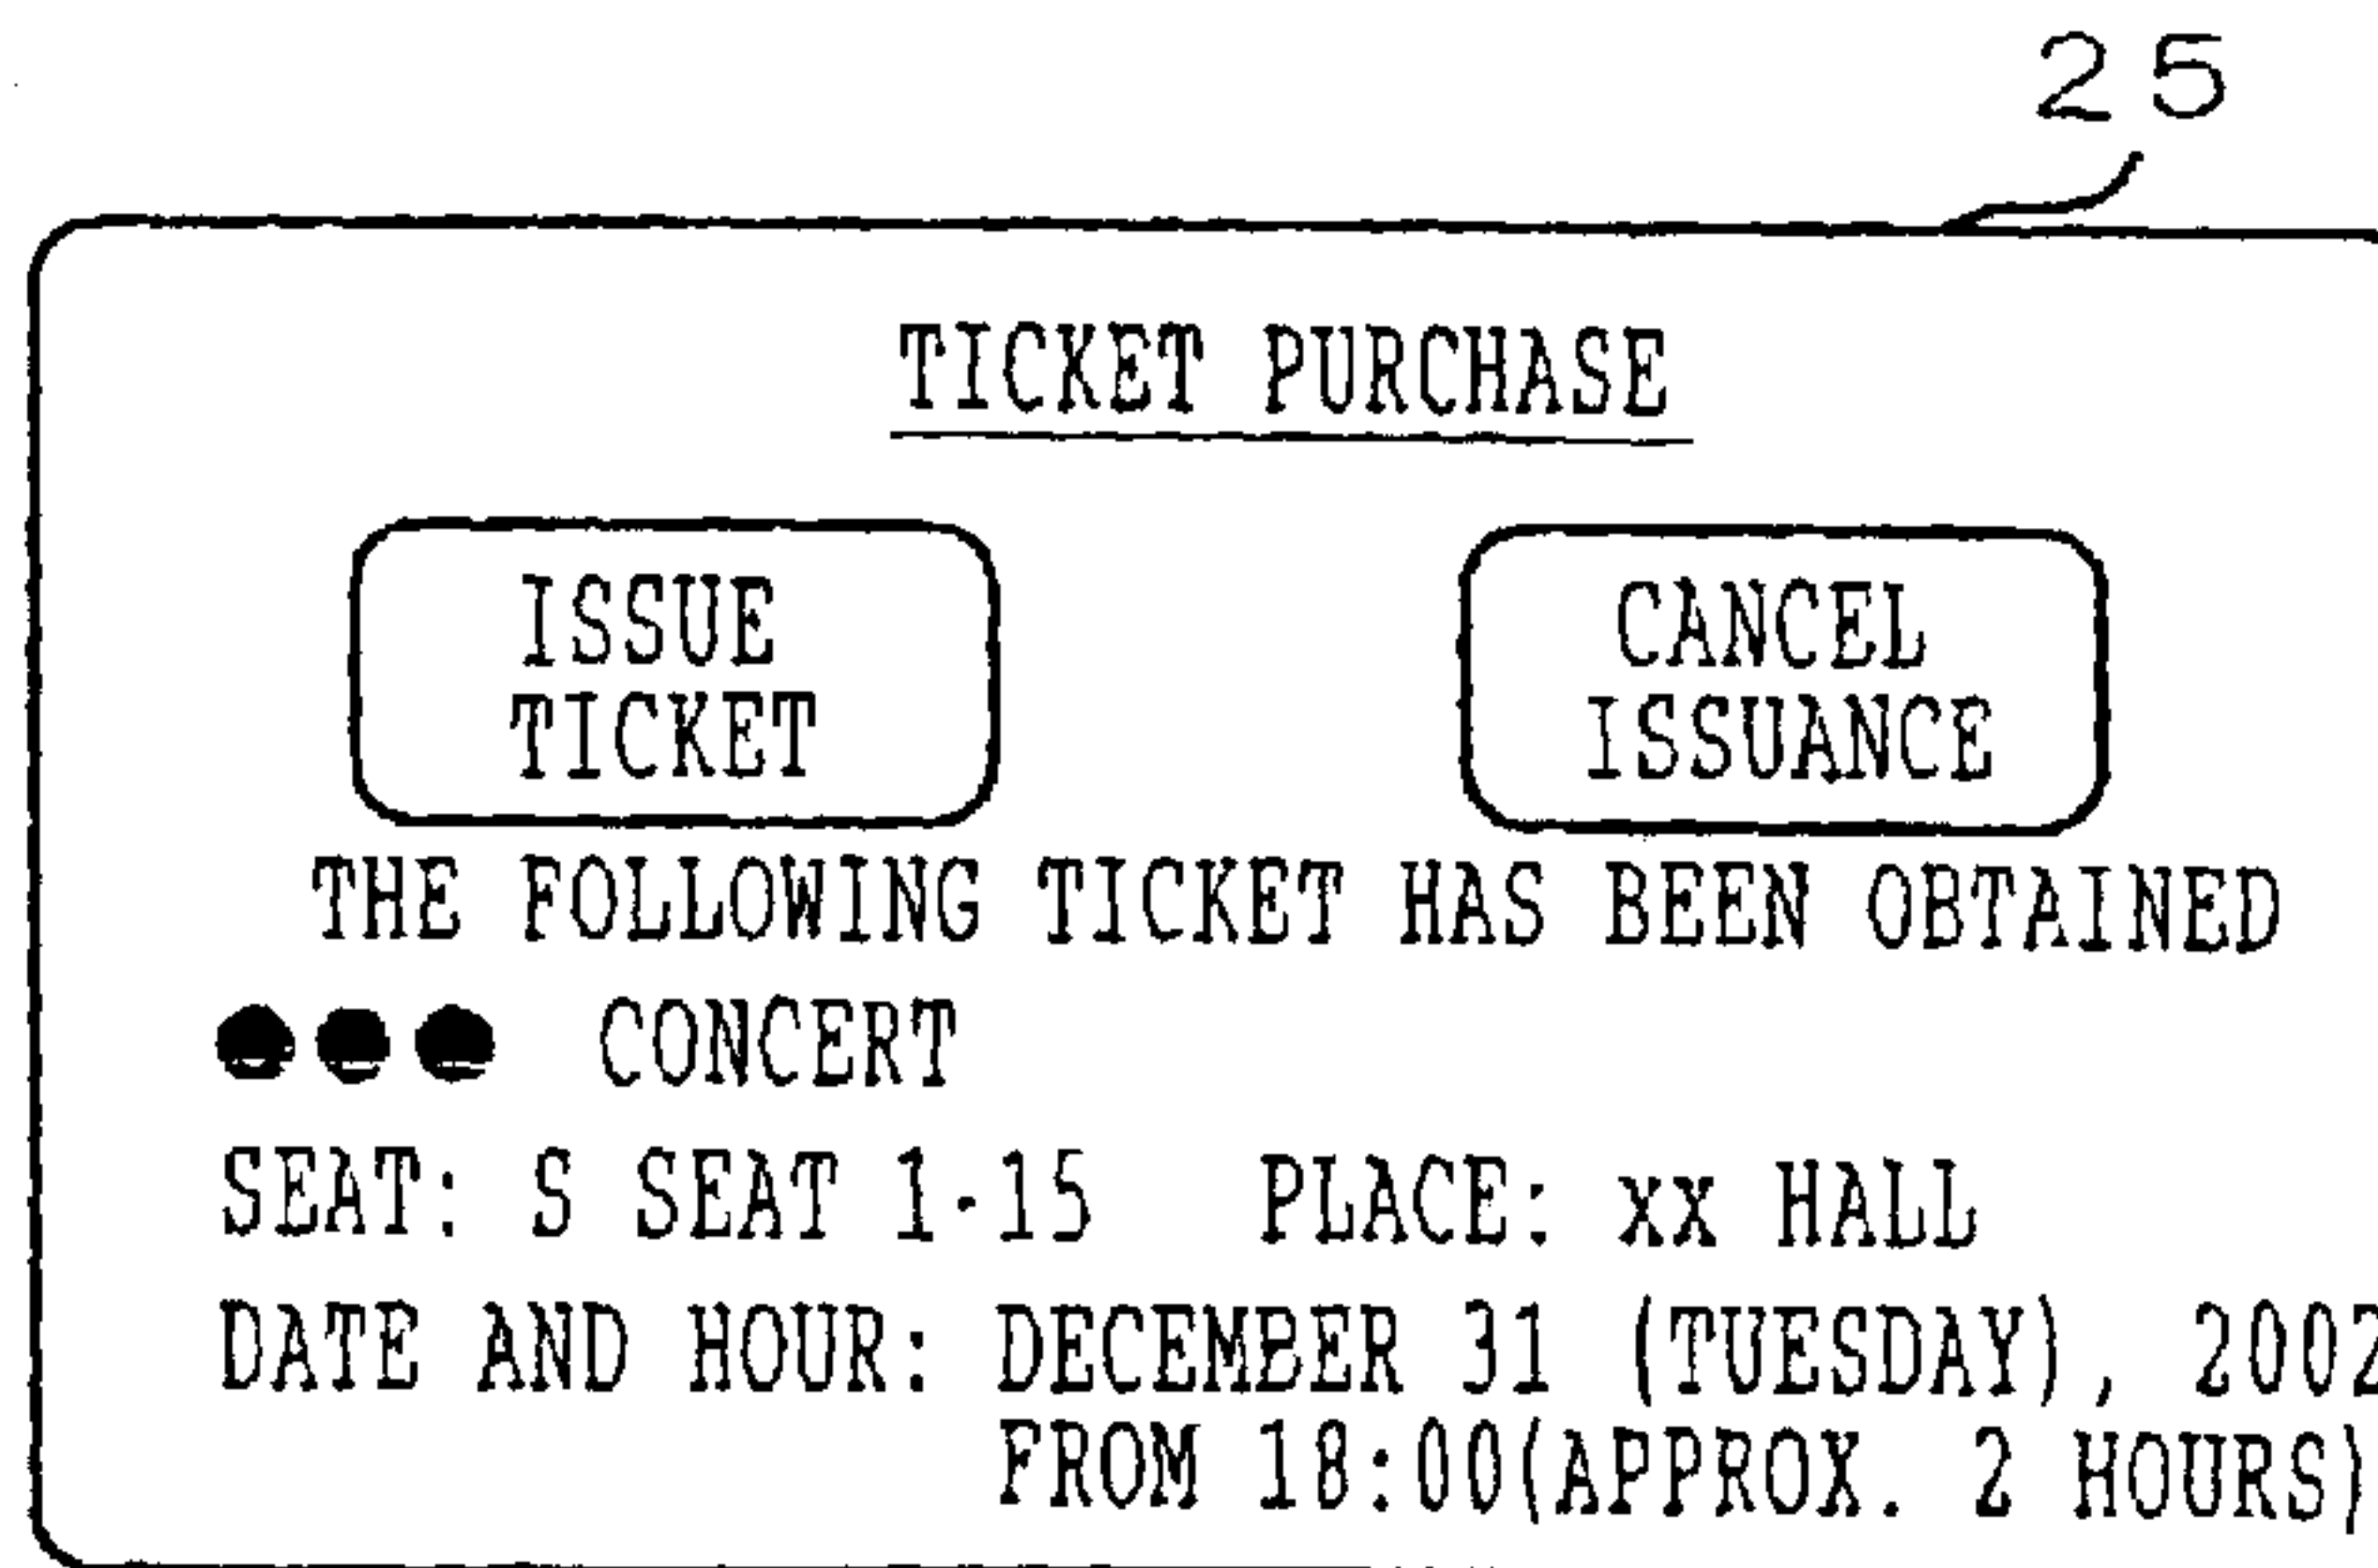 25
TICKET PURCHASE
ISSUE
TICKET
CANCEL
ISSUANCE
THE FOLLOWING TICKET HAS BEEN OBTAINED
●●● CONCERT
SEAT: S SEAT 1-15 PLACE: xx HALL
DATE AND HOUR: DECEMBER 31 (TUESDAY), 2002
FROM 18:00(APPROX. 2 HOURS)